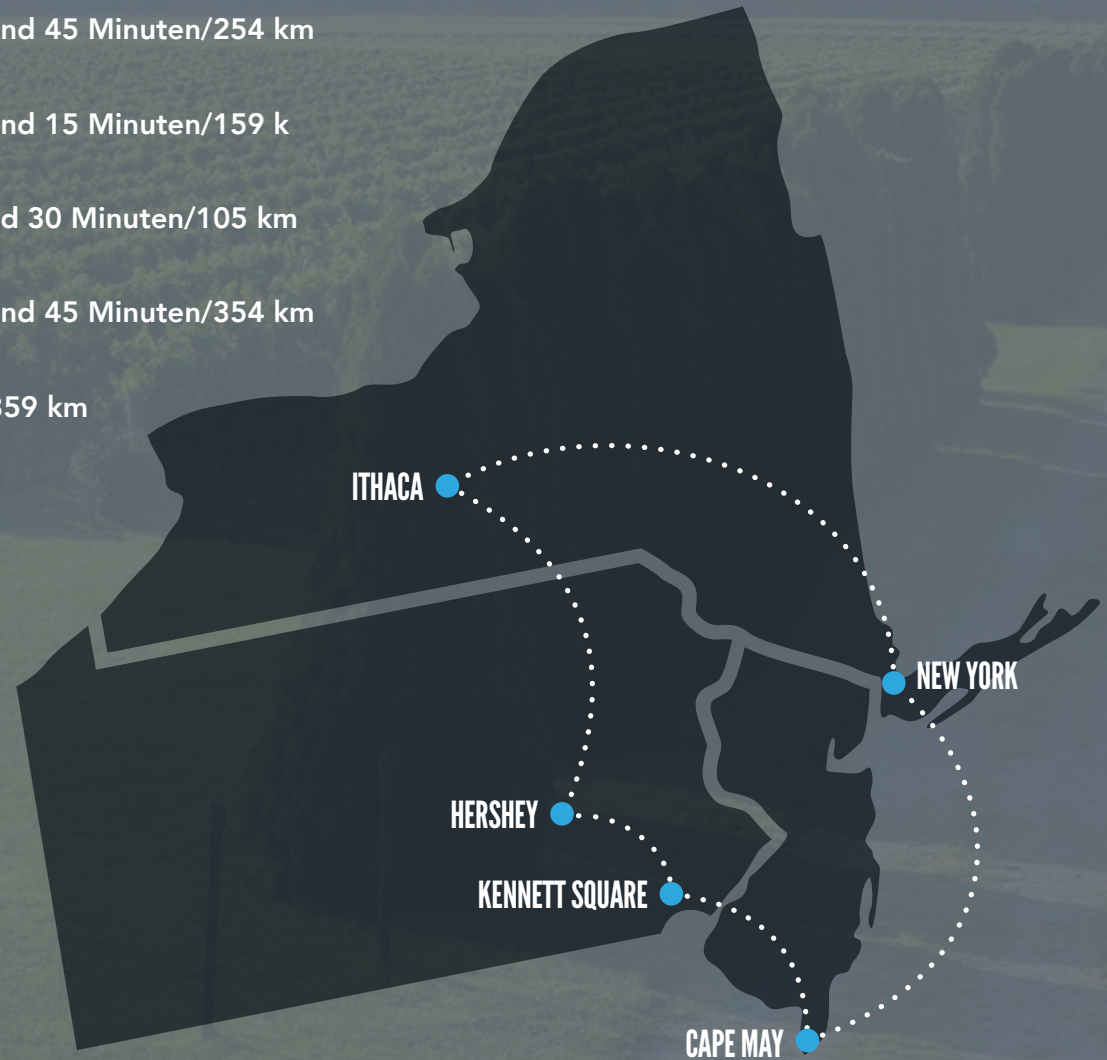 nd 45 Minuten/254 km
nd 15 Minuten/159 k
d 30 Minuten/105 km
nd 45 Minuten/354 km
359 km
ITHACA
NEW YORK
HERSHEY
KENNETT SQUARE
CAPE MAY